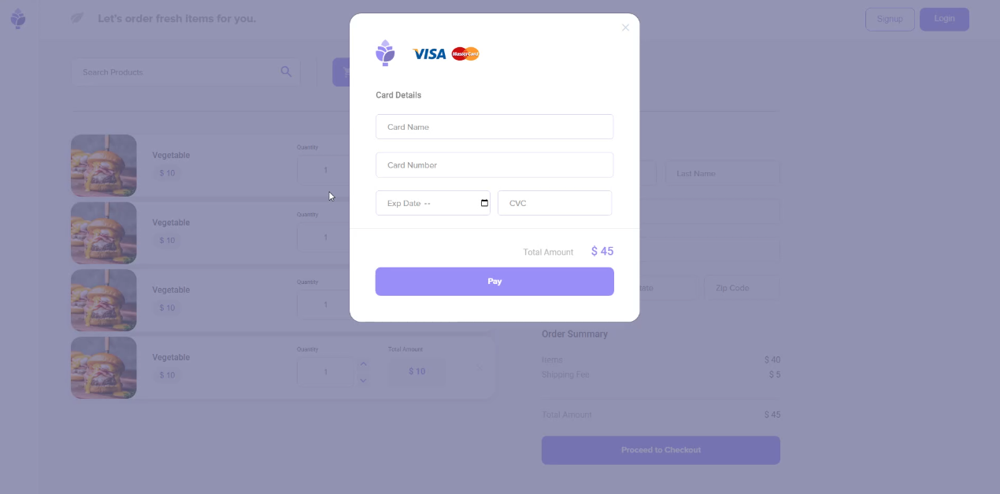 Let's order fresh items for you.
Signup
Login
VISA
MasterCard
Search Products
Card Details
Card Name
Card Number
Exp Date --
CVC
Total Amount
$ 45
Pay
Vegetable
$ 10
Quantity
1
Vegetable
$ 10
Quantity
1
Vegetable
$ 10
Quantity
1
Vegetable
$ 10
Quantity
1
Total Amount
$ 10
Last Name
Zip Code
Order Summary
Items
$ 40
Shipping Fee
$ 5
Total Amount
$ 45
Proceed to Checkout